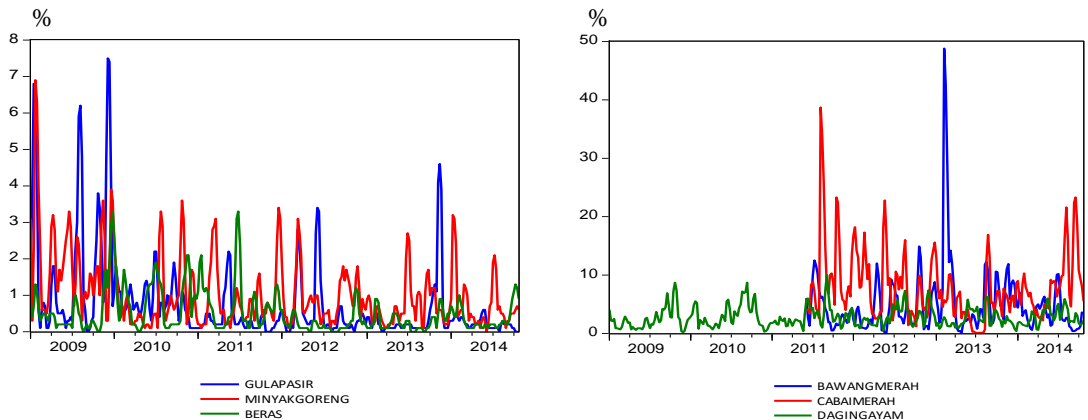 %
8
7
6
5
4
3
2
1
0
2009 2010 2011 2012 2013 2014
GULAPASIR
MINYAKGORENG
BERAS
%
50
40
30
20
10
0
2009 2010 2011 2012 2013 2014
BAWANGMERAH
CABAIMERAH
DAGINGAYAM